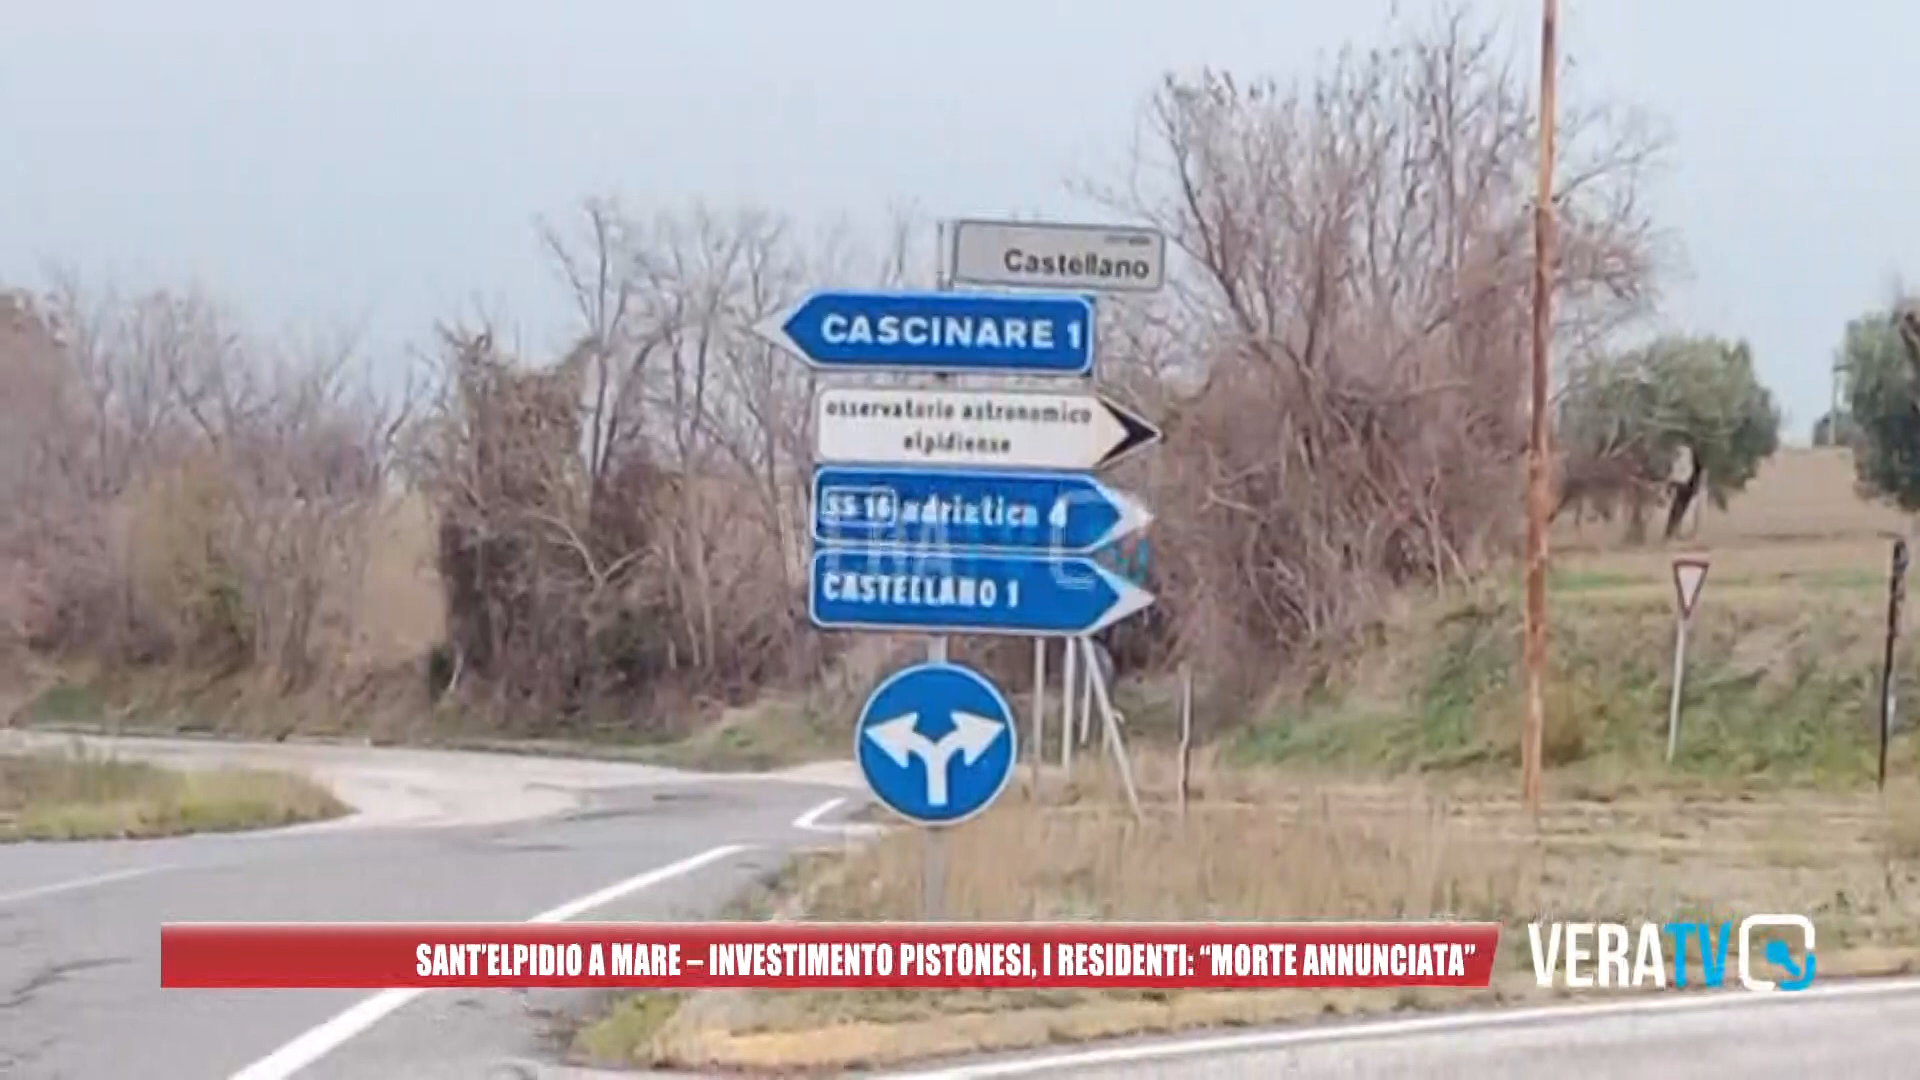 Castellano
CASCINARE 1
osservatorio astronomico
elpidiense
SS 16 Adriatica 4
CASTELLANO 1
VERATV
SANT'ELPIDIO A MARE – INVESTIMENTO PISTONESI, I RESIDENTI: “MORTE ANNUNCIATA”
VERATV